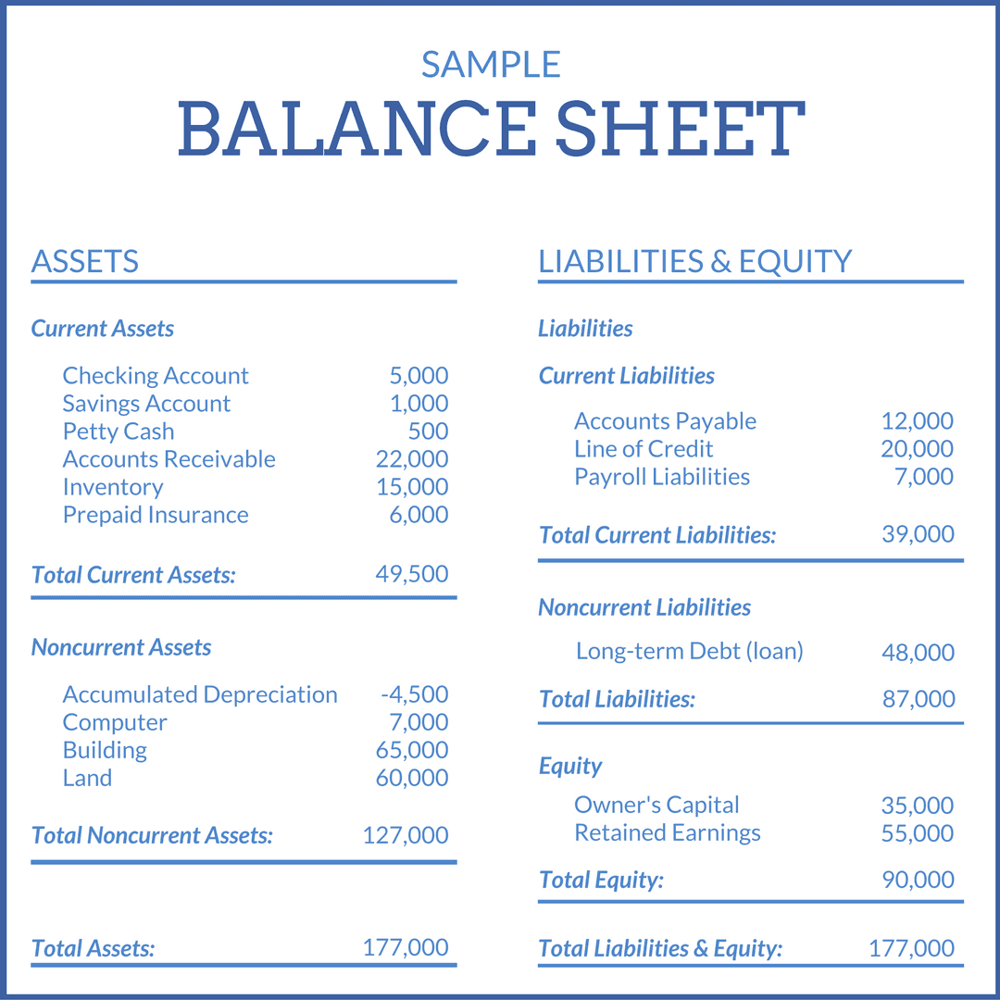 SAMPLE
BALANCE SHEET
ASSETS
Current Assets
Checking Account 5,000
Savings Account 1,000
Petty Cash 500
Accounts Receivable 22,000
Inventory 15,000
Prepaid Insurance 6,000
Total Current Assets: 49,500
Noncurrent Assets
Accumulated Depreciation -4,500
Computer 7,000
Building 65,000
Land 60,000
Total Noncurrent Assets: 127,000
Total Assets: 177,000
LIABILITIES & EQUITY
Liabilities
Current Liabilities
Accounts Payable 12,000
Line of Credit 20,000
Payroll Liabilities 7,000
Total Current Liabilities: 39,000
Noncurrent Liabilities
Long-term Debt (loan) 48,000
Total Liabilities: 87,000
Equity
Owner's Capital 35,000
Retained Earnings 55,000
Total Equity: 90,000
Total Liabilities & Equity: 177,000